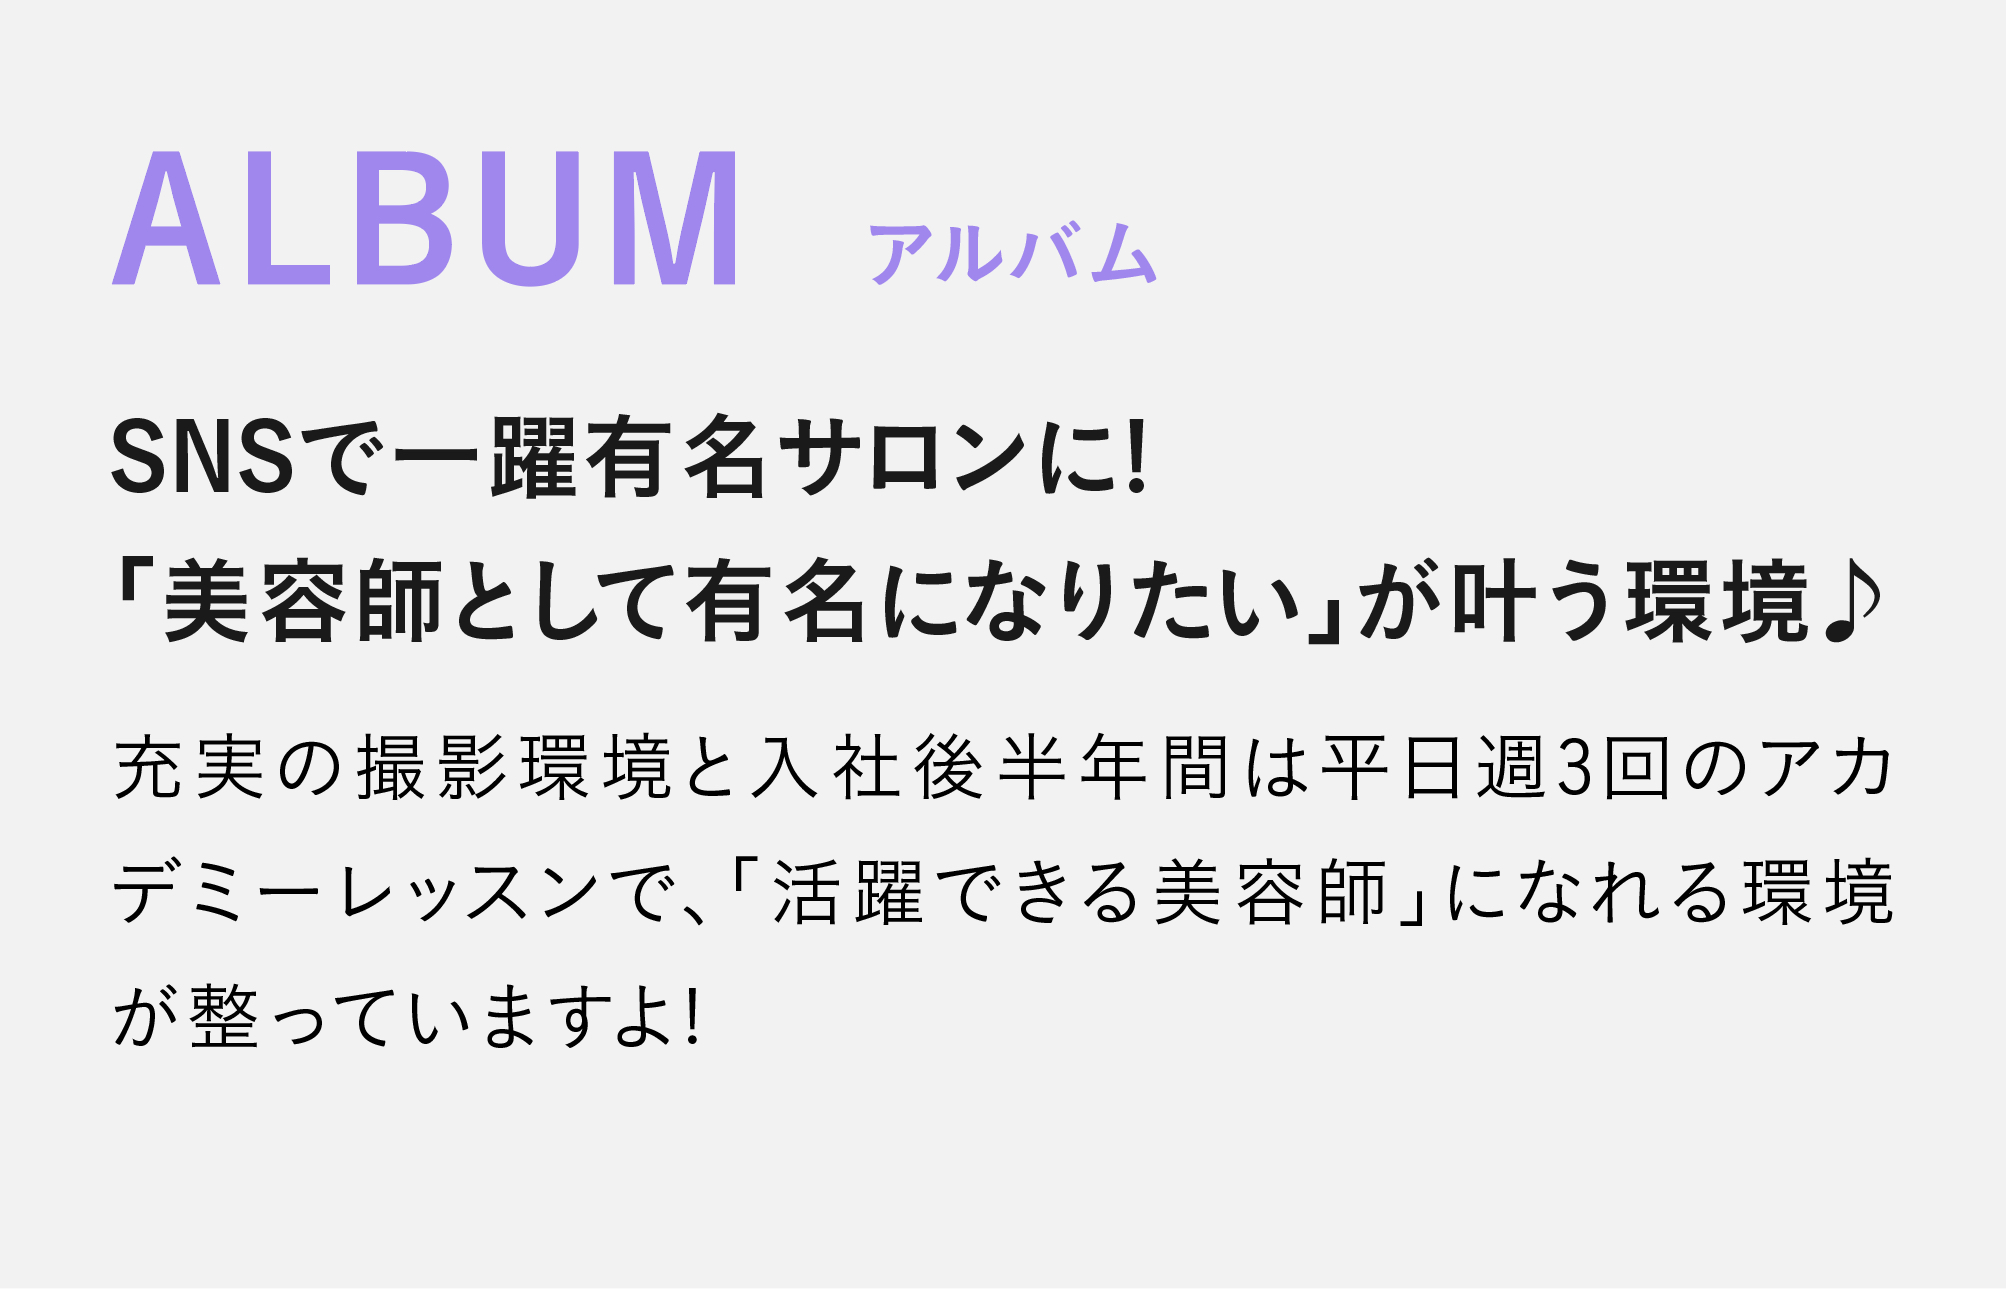 ALBUM アルバム
SNSで一躍有名サロンに!
「美容師として有名になりたい」が叶う環境♪
充実の撮影環境と入社後半年間は平日週3回のアカ
デミーレッスンで、「活躍できる美容師」になれる環境
が整っていますよ!